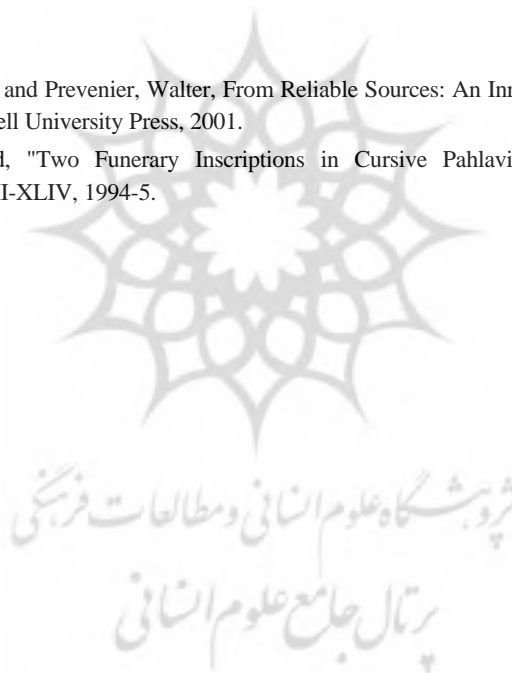 and Prevenier, Walter, From Reliable Sources: An Inn
ell University Press, 2001.
d, "Two Funerary Inscriptions in Cursive Pahlavi
I-XLIV, 1994-5.
پژوهشگاه علوم انسانی و مطالعات فرهنگی
پرتال جامع علوم انسانی